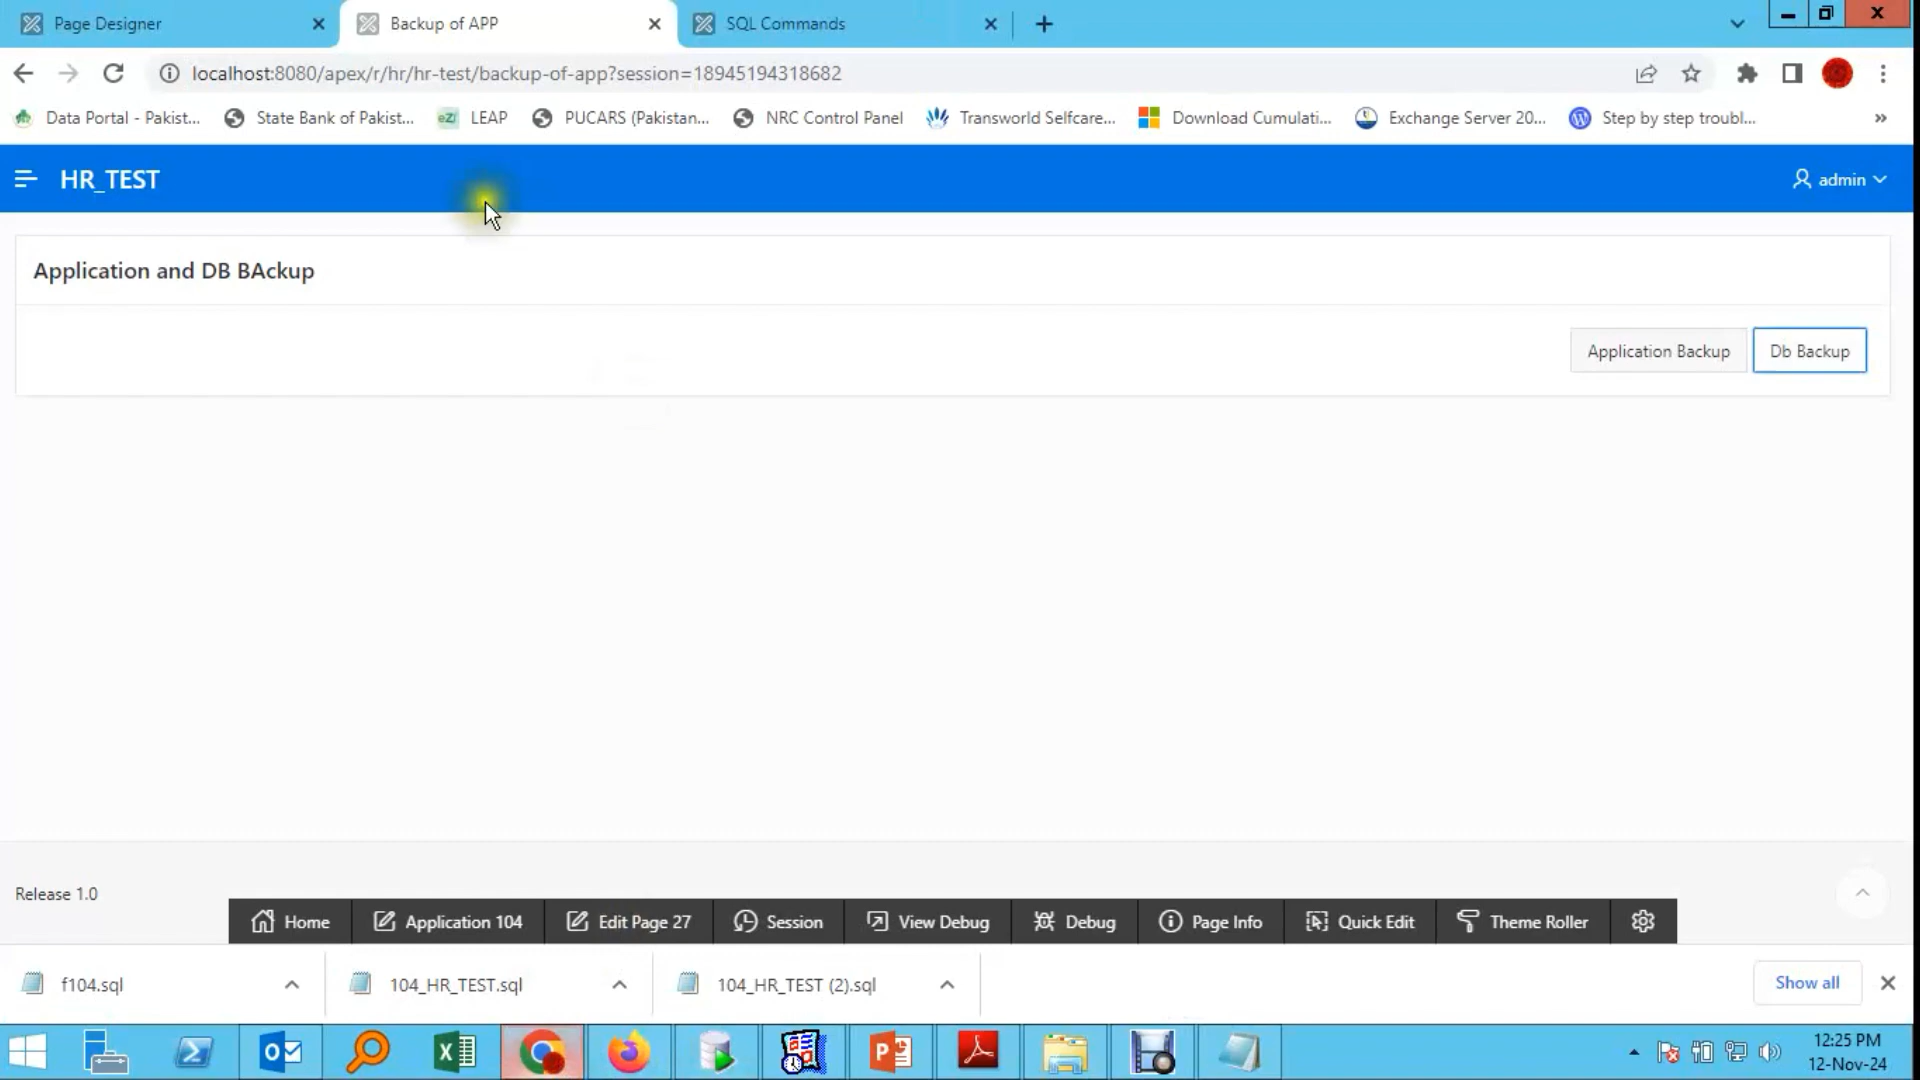 Page Designer
Backup of APP
SQL Commands
localhost:8080/apex/r/hr/hr-test/backup-of-app?session=18945194318682
Data Portal - Pakist...
State Bank of Pakist...
LEAP
PUCARS (Pakistan...
NRC Control Panel
Transworld Selfcare...
Download Cumulati...
Exchange Server 20...
Step by step troubl...
»
HR_TEST
admin
Application and DB BAckup
Application Backup
Db Backup
Release 1.0
Home
Application 104
Edit Page 27
Session
View Debug
Debug
Page Info
Quick Edit
Theme Roller
f104.sql
104_HR_TEST.sql
104_HR_TEST (2).sql
Show all
12:25 PM
12-Nov-24